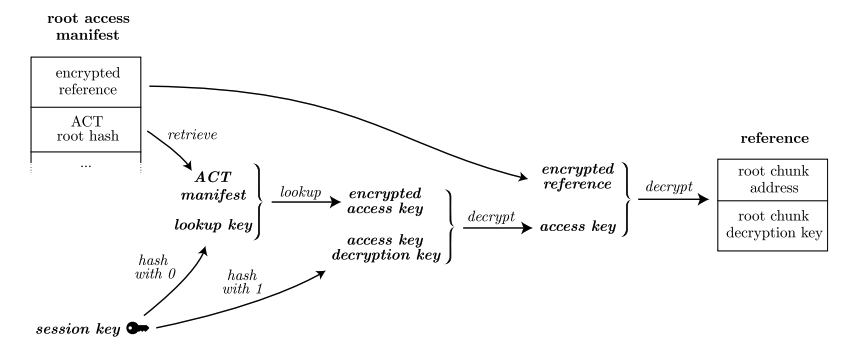 root access
manifest
encrypted
reference
ACT
root hash
...
retrieve
ACT
manifest
lookup key
lookup
encrypted
access key
access key
decryption key
decrypt
encrypted
reference
access key
decrypt
reference
root chunk
address
root chunk
decryption key
hash
with 0
hash
with 1
session key